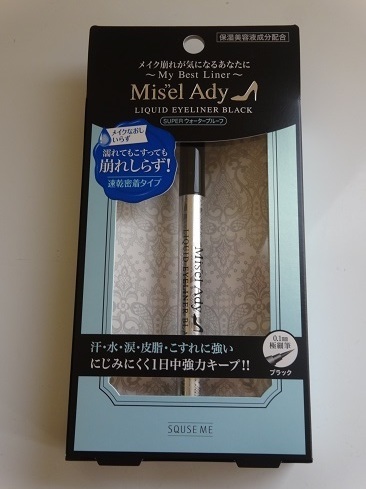 保湿美容液成分配合
メイク崩れが気になるあなたに
〜My Best Liner〜
Mis'el Ady
LIQUID EYELINER BLACK
SUPERウォータープルーフ
メイクなおし
いらず
濡れてもこすっても
崩れしらず!
速乾密着タイプ
Mis'el Ady
LIQUID EYELINER BLA
汗・水・涙・皮脂・こすれに強い
にじみにくく1日中強力キープ!!
0.1mm
極細筆
ブラック
SQUSE ME